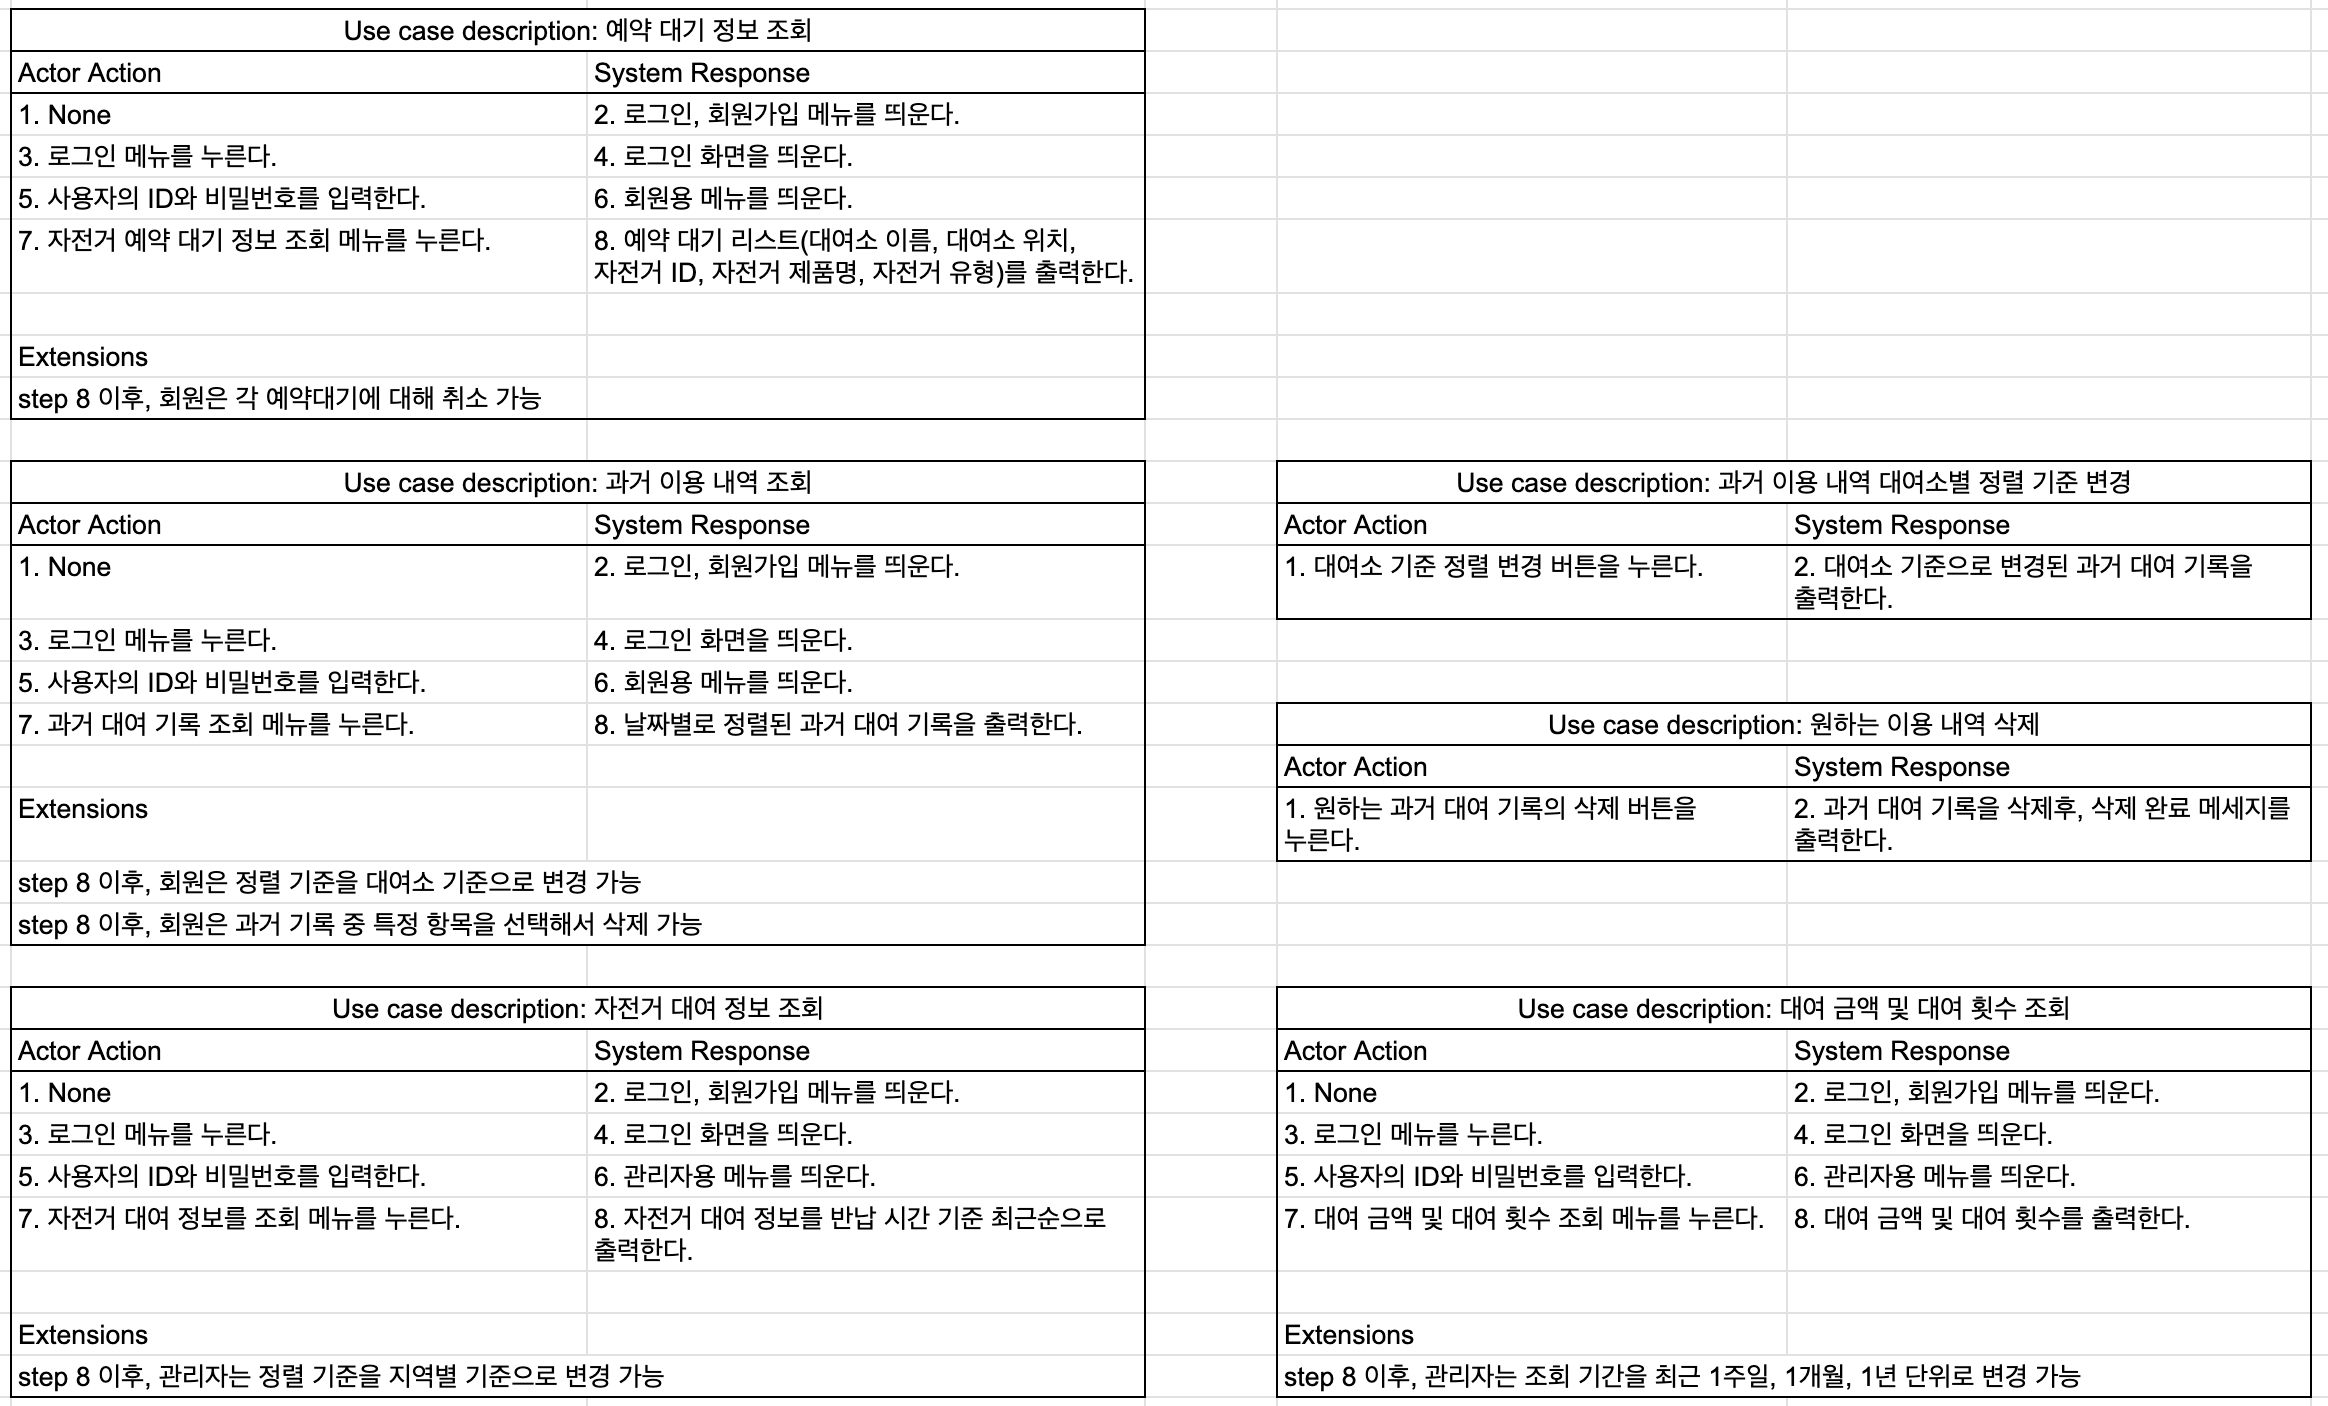 Use case description: 예약 대기 정보 조회
Actor Action
System Response
1. None
2. 로그인, 회원가입 메뉴를 띄운다.
3. 로그인 메뉴를 누른다.
4. 로그인 화면을 띄운다.
5. 사용자의 ID와 비밀번호를 입력한다.
6. 회원용 메뉴를 띄운다.
7. 자전거 예약 대기 정보 조회 메뉴를 누른다.
8. 예약 대기 리스트(대여소 이름, 대여소 위치,
자전거 ID, 자전거 제품명, 자전거 유형)를 출력한다.
Extensions
step 8 이후, 회원은 각 예약대기에 대해 취소 가능
Use case description: 과거 이용 내역 조회
Actor Action
System Response
1. None
2. 로그인, 회원가입 메뉴를 띄운다.
3. 로그인 메뉴를 누른다.
4. 로그인 화면을 띄운다.
5. 사용자의 ID와 비밀번호를 입력한다.
6. 회원용 메뉴를 띄운다.
7. 과거 대여 기록 조회 메뉴를 누른다.
8. 날짜별로 정렬된 과거 대여 기록을 출력한다.
Extensions
step 8 이후, 회원은 정렬 기준을 대여소 기준으로 변경 가능
step 8 이후, 회원은 과거 기록 중 특정 항목을 선택해서 삭제 가능
Use case description: 과거 이용 내역 대여소별 정렬 기준 변경
Actor Action
System Response
1. 대여소 기준 정렬 변경 버튼을 누른다.
2. 대여소 기준으로 변경된 과거 대여 기록을
출력한다.
Use case description: 원하는 이용 내역 삭제
Actor Action
System Response
1. 원하는 과거 대여 기록의 삭제 버튼을
누른다.
2. 과거 대여 기록을 삭제후, 삭제 완료 메세지를
출력한다.
Use case description: 자전거 대여 정보 조회
Actor Action
System Response
1. None
2. 로그인, 회원가입 메뉴를 띄운다.
3. 로그인 메뉴를 누른다.
4. 로그인 화면을 띄운다.
5. 사용자의 ID와 비밀번호를 입력한다.
6. 관리자용 메뉴를 띄운다.
7. 자전거 대여 정보를 조회 메뉴를 누른다.
8. 자전거 대여 정보를 반납 시간 기준 최근순으로
출력한다.
Extensions
step 8 이후, 관리자는 정렬 기준을 지역별 기준으로 변경 가능
Use case description: 대여 금액 및 대여 횟수 조회
Actor Action
System Response
1. None
2. 로그인, 회원가입 메뉴를 띄운다.
3. 로그인 메뉴를 누른다.
4. 로그인 화면을 띄운다.
5. 사용자의 ID와 비밀번호를 입력한다.
6. 관리자용 메뉴를 띄운다.
7. 대여 금액 및 대여 횟수 조회 메뉴를 누른다.
8. 대여 금액 및 대여 횟수를 출력한다.
Extensions
step 8 이후, 관리자는 조회 기간을 최근 1주일, 1개월, 1년 단위로 변경 가능